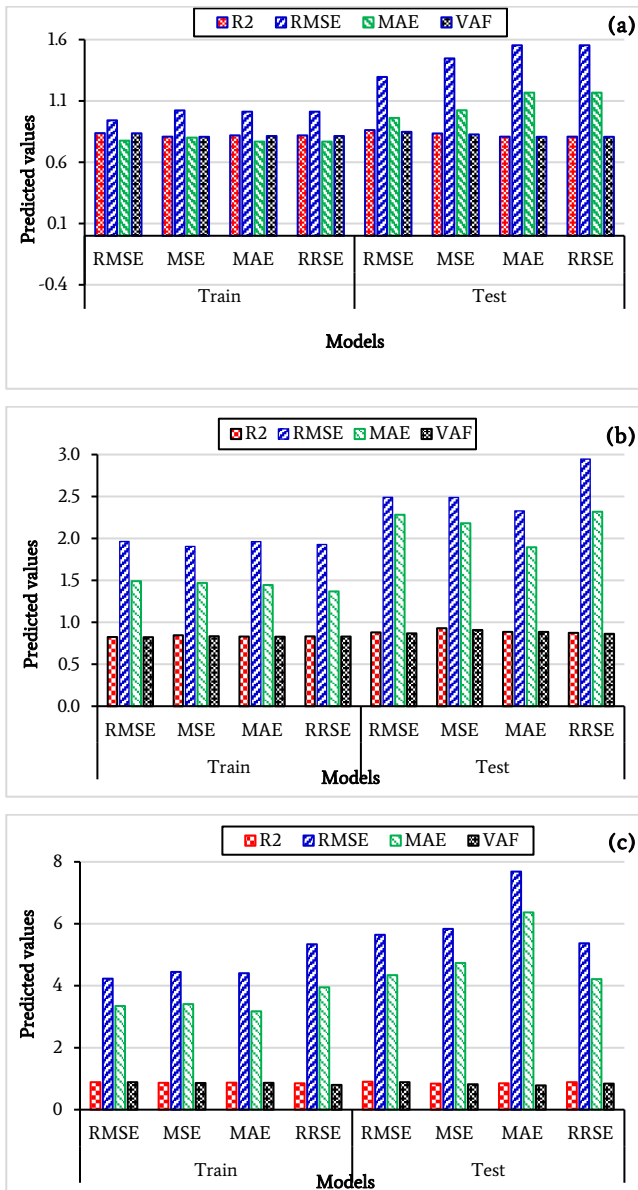 (a)
R2 RMSE MAE VAF
1.6
1.1
0.6
0.1
-0.4
Predicted values
RMSE MSE MAE RRSE RMSE MSE MAE RRSE
Train Test
Models
(b)
R2 RMSE MAE VAF
3.0
2.5
2.0
1.5
1.0
0.5
0.0
Predicted values
RMSE MSE MAE RRSE RMSE MSE MAE RRSE
Train Test
Models
(c)
R2 RMSE MAE VAF
8
6
4
2
0
Predicted values
RMSE MSE MAE RRSE RMSE MSE MAE RRSE
Train Test
Models